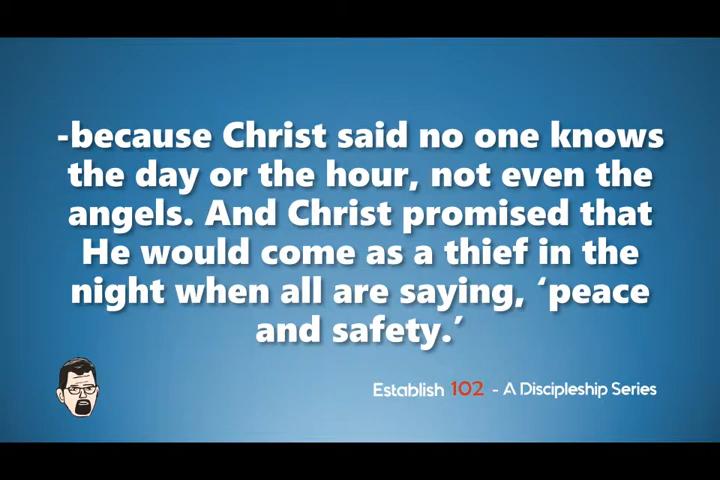 -because Christ said no one knows
the day or the hour, not even the
angels. And Christ promised that
He would come as a thief in the
night when all are saying, ‘peace
and safety.’
Establish 102 - A Discipleship Series